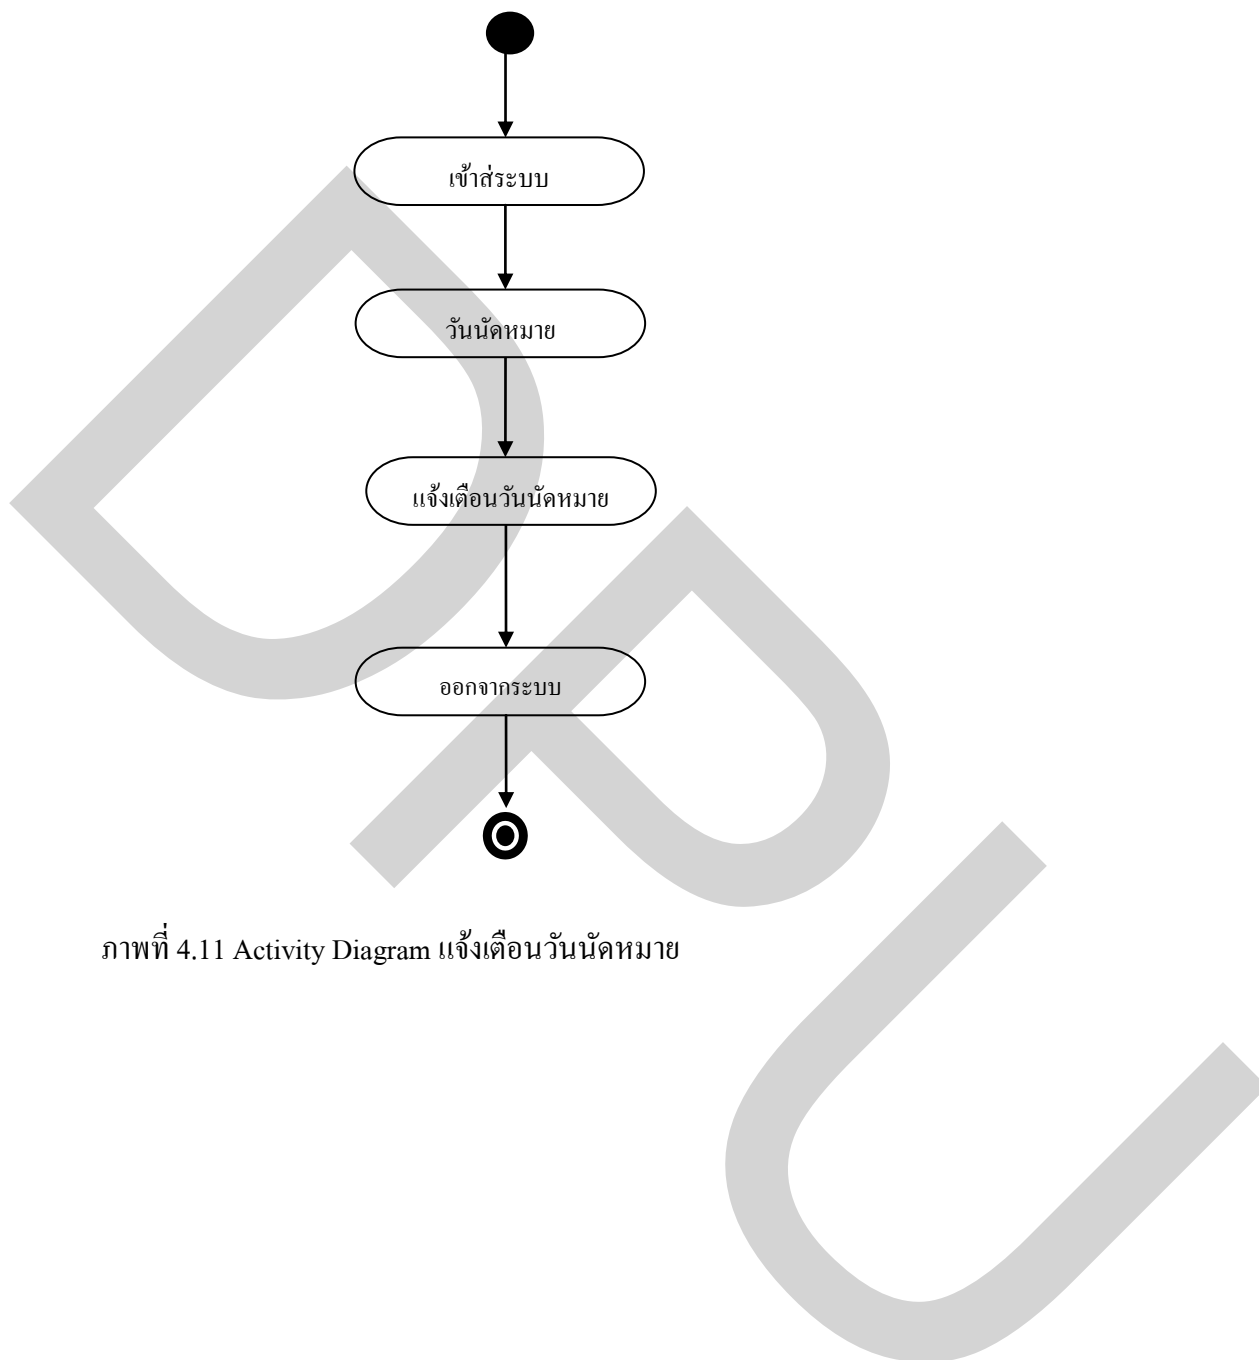 เข้าส่ระบบ
วันนัดหมาย
แจ้งเตือนวันนัดหมาย
ออกจากระบบ
ภาพที่ 4.11 Activity Diagram แจ้งเตือนวันนัดหมาย
DPU